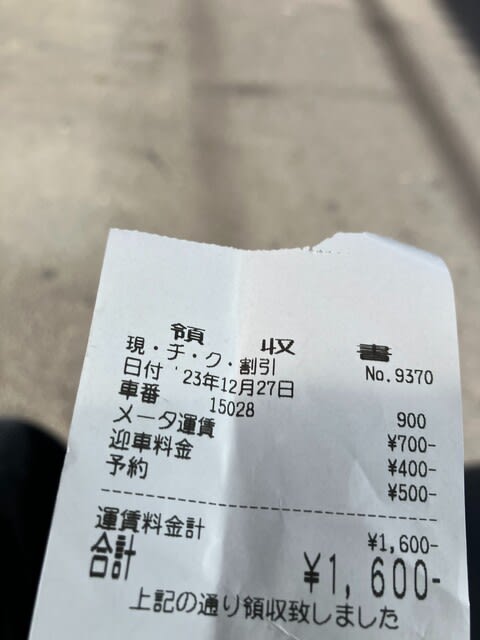 領 収 書
現・チ・ク・割引 No.9370
日付 '23年12月27日
車番 15028 900
メータ運賃 ¥700-
迎車料金 ¥400-
予約 ¥500-
運賃料金計 ¥1,600-
合計 ¥1,600-
上記の通り領収致しました